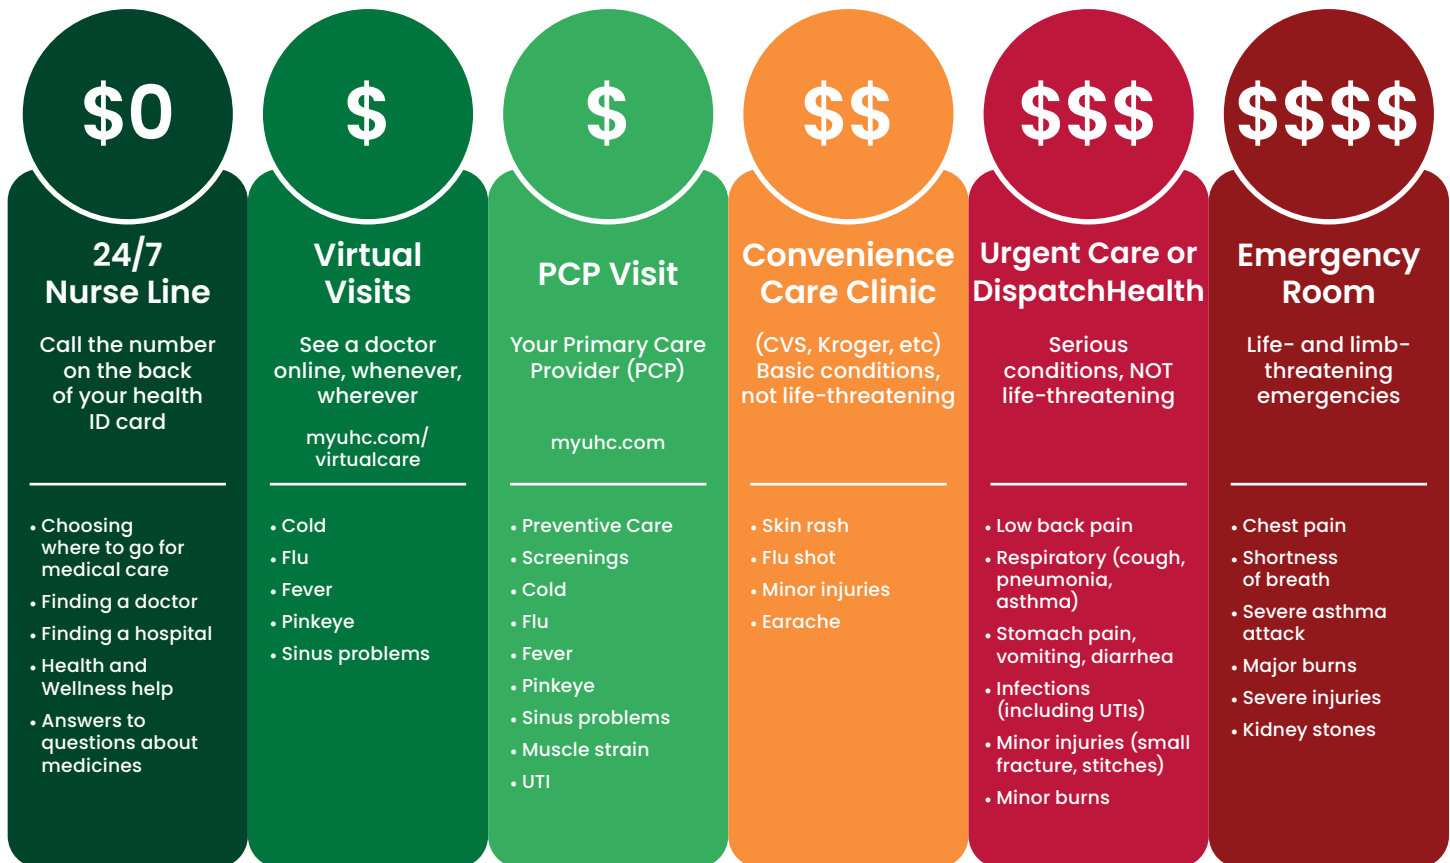 $0
24/7
Nurse Line
Call the number
on the back
of your health
ID card
• Choosing
where to go for
medical care
• Finding a doctor
• Finding a hospital
• Health and
Wellness help
• Answers to
questions about
medicines
$
Virtual
Visits
See a doctor
online, whenever,
wherever
myuhc.com/
virtualcare
• Cold
• Flu
• Fever
• Pinkeye
• Sinus problems
$
PCP Visit
Your Primary Care
Provider (PCP)
myuhc.com
• Preventive Care
• Screenings
• Cold
• Flu
• Fever
• Pinkeye
• Sinus problems
• Muscle strain
• UTI
$$
Convenience
Care Clinic
(CVS, Kroger, etc)
Basic conditions,
not life-threatening
• Skin rash
• Flu shot
• Minor injuries
• Earache
$$$
Urgent Care or
DispatchHealth
Serious
conditions, NOT
life-threatening
• Low back pain
• Respiratory (cough,
pneumonia,
asthma)
• Stomach pain,
vomiting, diarrhea
• Infections
(including UTIs)
• Minor injuries (small
fracture, stitches)
• Minor burns
$$$$
Emergency
Room
Life- and limb-
threatening
emergencies
• Chest pain
• Shortness
of breath
• Severe asthma
attack
• Major burns
• Severe injuries
• Kidney stones